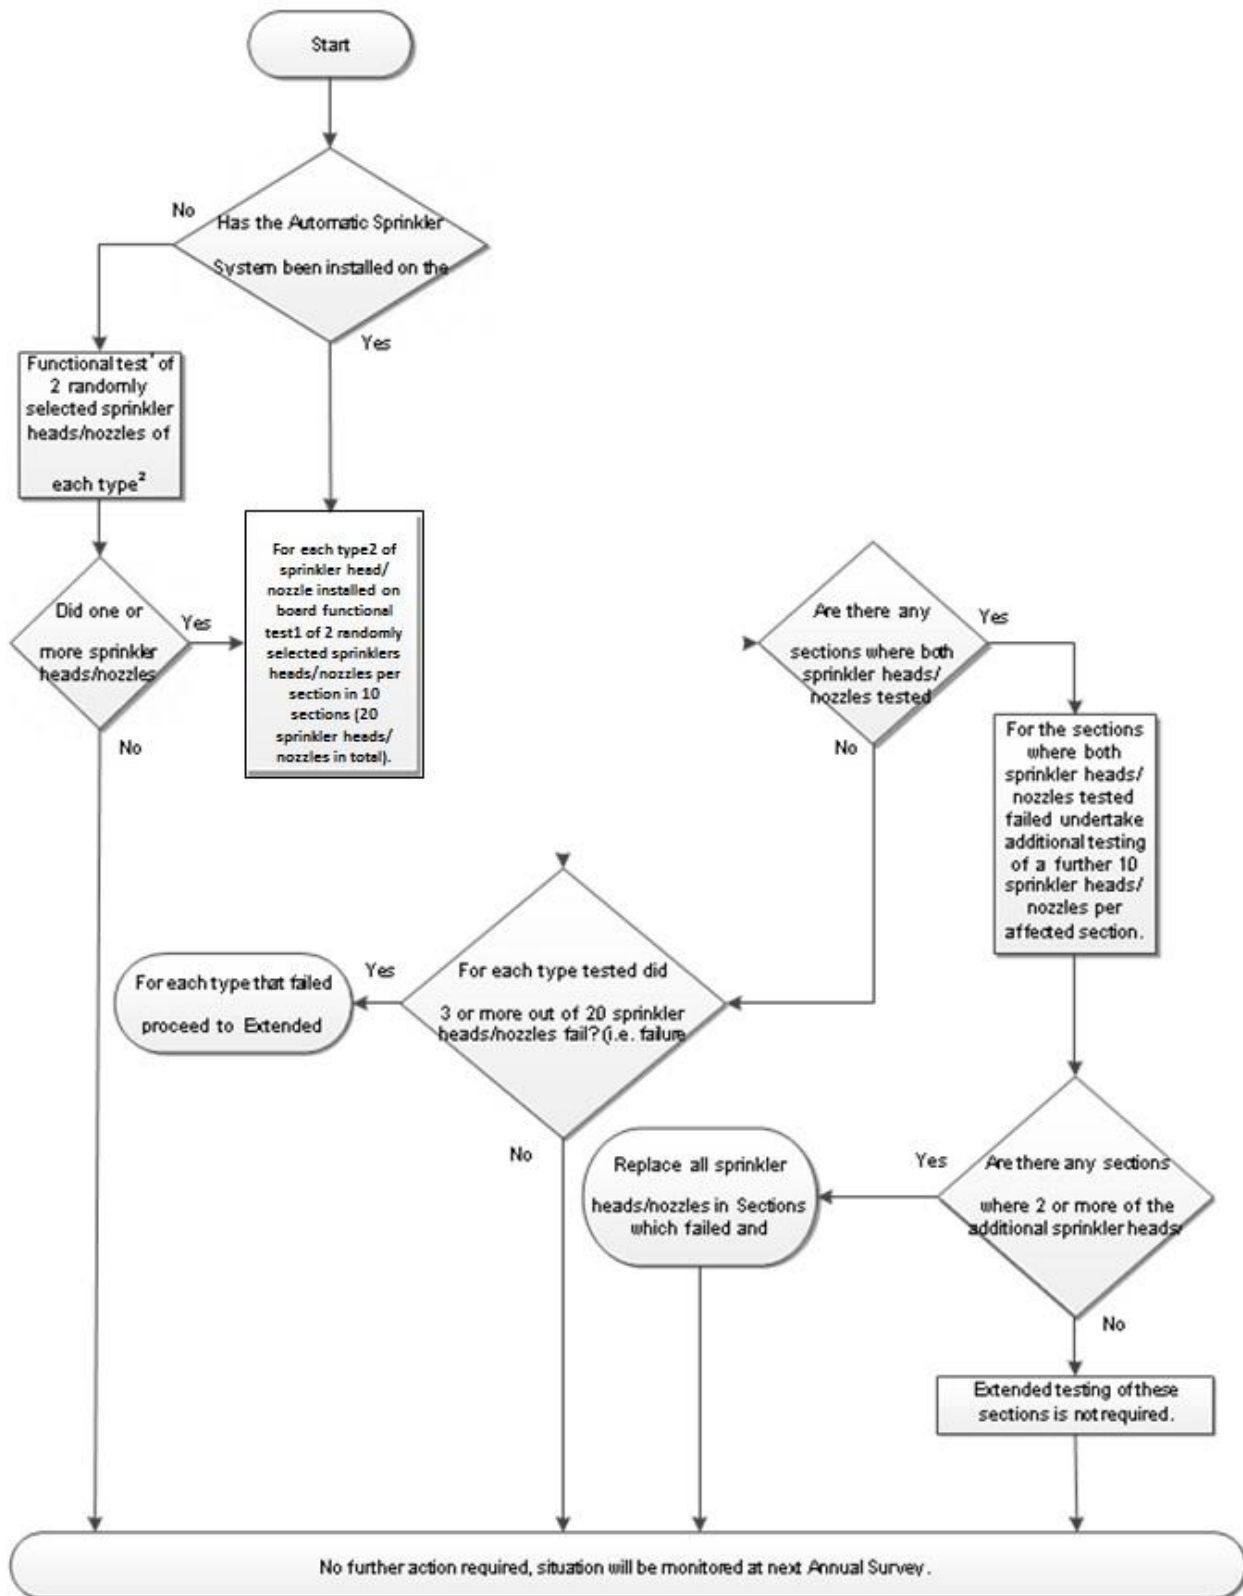 Start
No
Has the Automatic Sprinkler
System been installed on the
Yes
Functional test¹ of
2 randomly
selected sprinkler
heads/nozzles of
each type²
Did one or
more sprinkler
heads/nozzles
Yes
No
For each type2 of
sprinkler head/
nozzle installed on
board functional
test1 of 2 randomly
selected sprinklers
heads/nozzles per
section in 10
sections (20
sprinkler heads/
nozzles in total).
Are there any
sections where both
sprinkler heads/
nozzles tested
Yes
No
For the sections
where both
sprinkler heads/
nozzles tested
failed undertake
additional testing
of a further 10
sprinkler heads/
nozzles per
affected section.
For each type tested did
3 or more out of 20 sprinkler
heads/nozzles fail? (i.e. failure
Yes
For each type that failed
proceed to Extended
No
Are there any sections
where 2 or more of the
additional sprinkler heads/
Yes
Replace all sprinkler
heads/nozzles in Sections
which failed and
No
Extended testing of these
sections is not required.
No further action required, situation will be monitored at next Annual Survey.